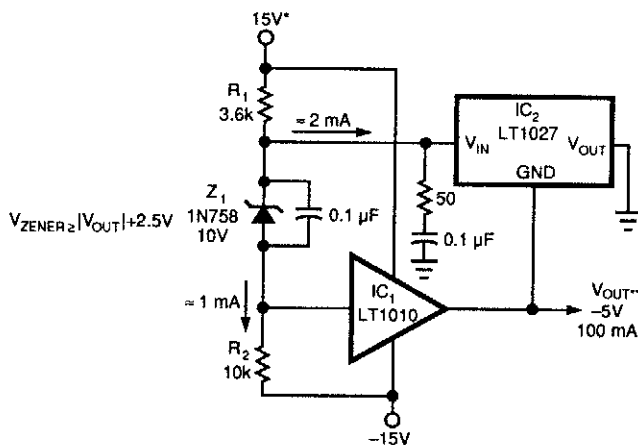 15V*
R1
3.6k
≈ 2 mA
IC2
LT1027
VIN
VOUT
GND
Z1
1N758
10V
0.1 µF
50
0.1 µF
VZENER ≥ |VOUT|+2.5V
≈ 1 mA
IC1
LT1010
VOUT**
–5V
100 mA
R2
10k
–15V